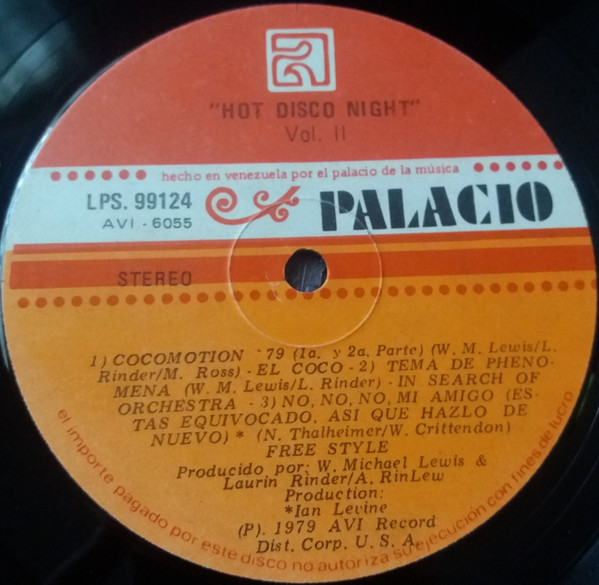 "HOT DISCO NIGHT"
Vol. II
hecho en venezuela por el palacio de la música
LPS. 99124
AVI - 6055
PALACIO
STEREO
1) COCOMOTION '79 (1a. y 2a. Parte) (W. M. Lewis/L.
Rinder/M. Ross) - EL COCO - 2) TEMA DE PHENO-
MENA (W. M. Lewis/L. Rinder) - IN SEARCH OF
ORCHESTRA - 3) NO, NO, NO, MI AMIGO (ES-
TAS EQUIVOCADO, ASI QUE HAZLO DE
NUEVO) * (N. Thalheimer/W. Crittendon)
FREE STYLE
Producido por: W. Michael Lewis &
Laurin Rinder/A. RinLew
Production:
*Ian Levine
(P). 1979 AVI Record
Dist. Corp. U. S. A.
el importe pagado por este disco no autoriza su ejecución con fines de lucro